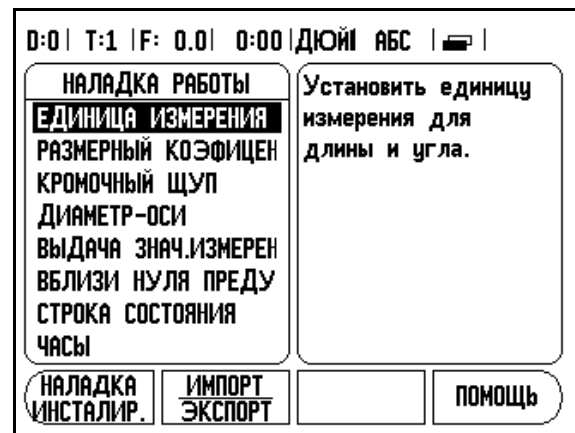 D:0 | T:1 | F: 0.0 | 0:00 | ДЮЙМ АБС
НАЛАДКА РАБОТЫ
ЕДИНИЦА ИЗМЕРЕНИЯ
РАЗМЕРНЫЙ КОЭФИЦЕН
КРОМОЧНЫЙ ЩУП
ДИАМЕТР-ОСИ
ВЫДАЧА ЗНАЧ.ИЗМЕРЕН
ВБЛИЗИ НУЛЯ ПРЕДУ
СТРОКА СОСТОЯНИЯ
ЧАСЫ
Установить единицу
измерения для
длины и угла.
НАЛАДКА
ИНСТАЛИР.
ИМПОРТ
ЭКСПОРТ
ПОМОЩЬ